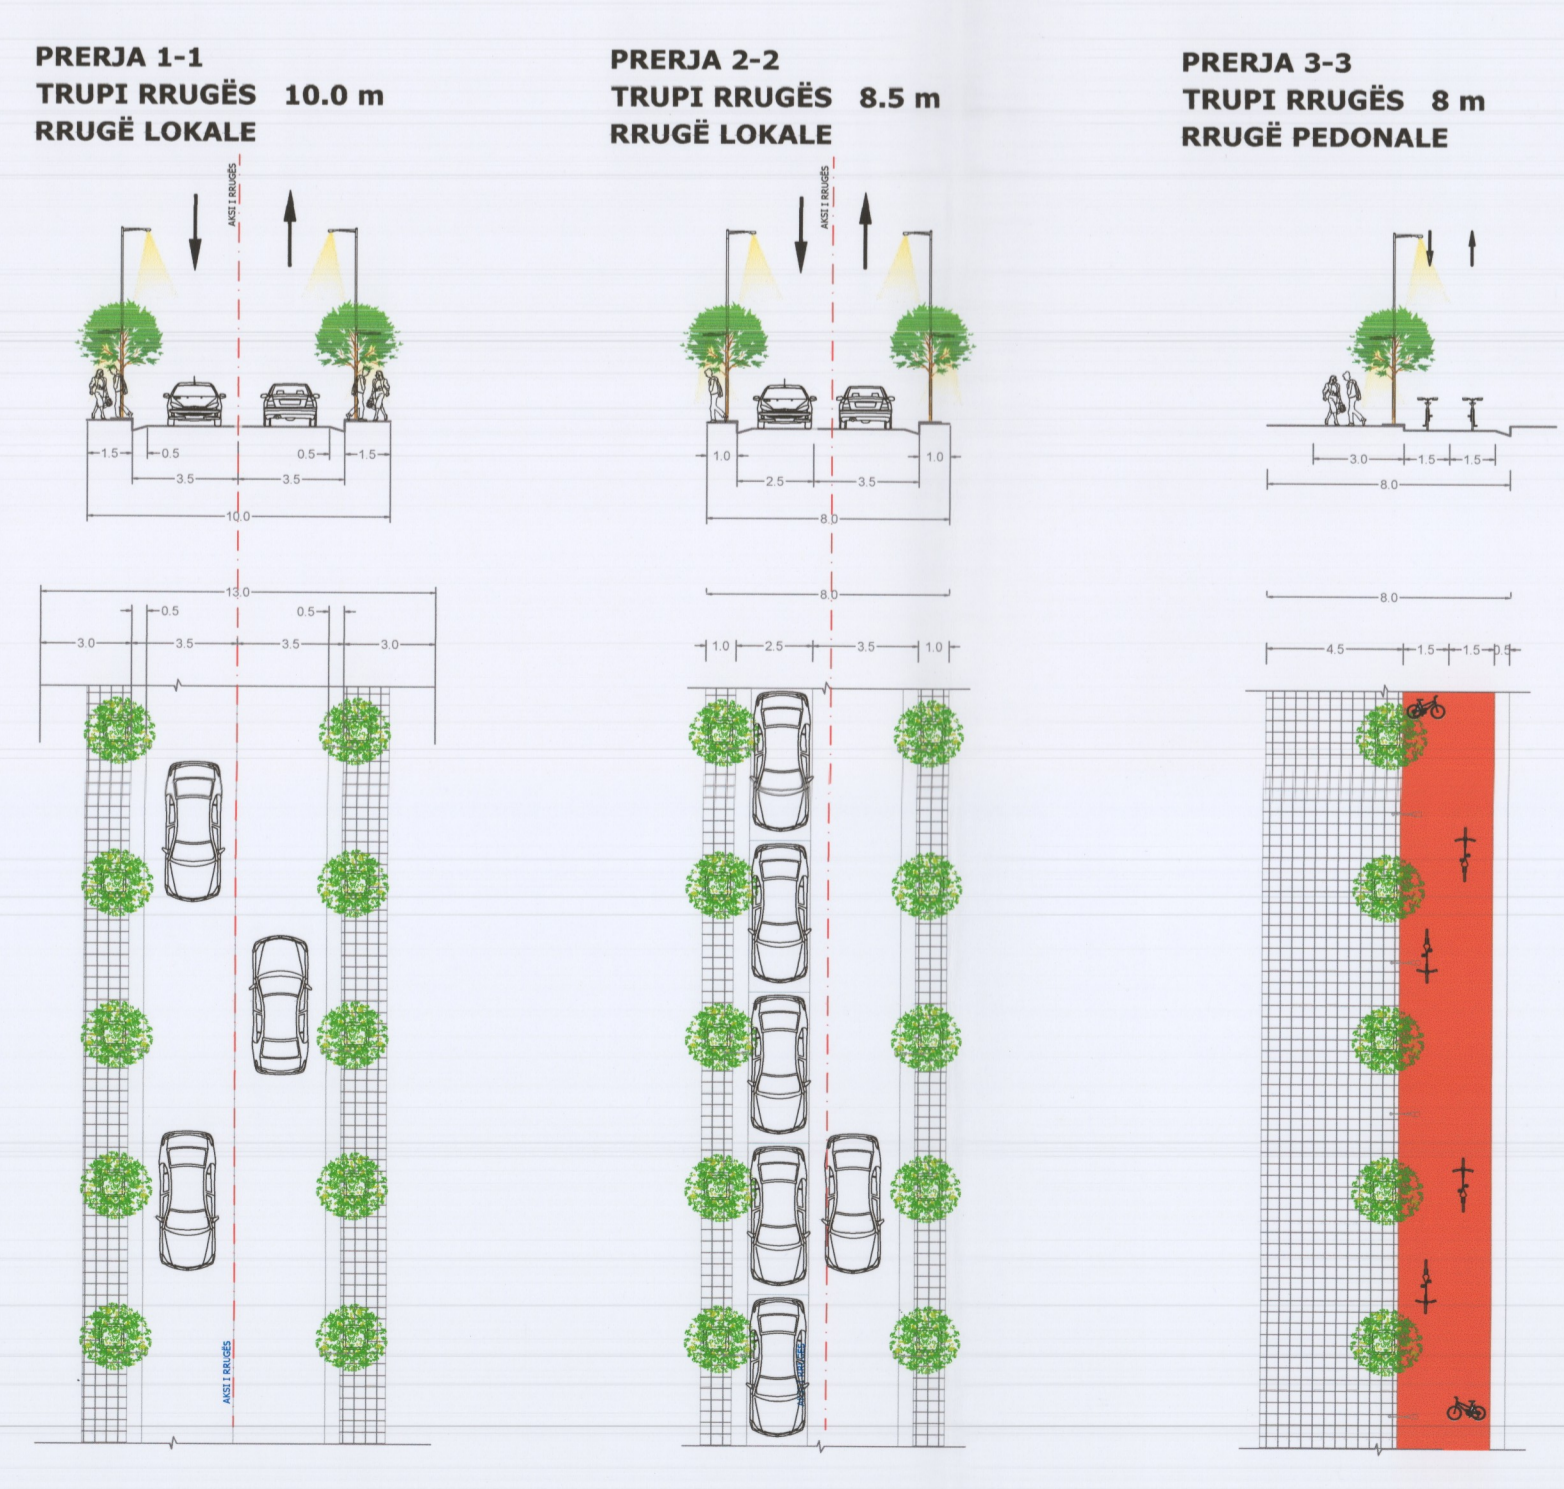 PRERJA 1-1
TRUPI RRUGËS 10.0 m
RRUGË LOKALE
AKSI I RRUGËS
1.5 0.5 0.5 1.5
3.5 3.5
10.0
13.0
0.5 0.5
3.0 3.5 3.5 3.0
AKSI I RRUGËS
PRERJA 2-2
TRUPI RRUGËS 8.5 m
RRUGË LOKALE
AKSI I RRUGËS
1.0 1.0
2.5 3.5
8.0
8.0
1.0 2.5 3.5 1.0
AKSI I RRUGËS
PRERJA 3-3
TRUPI RRUGËS 8 m
RRUGË PEDONALE
3.0 1.5 1.5
8.0
8.0
4.5 1.5 1.5 0.5